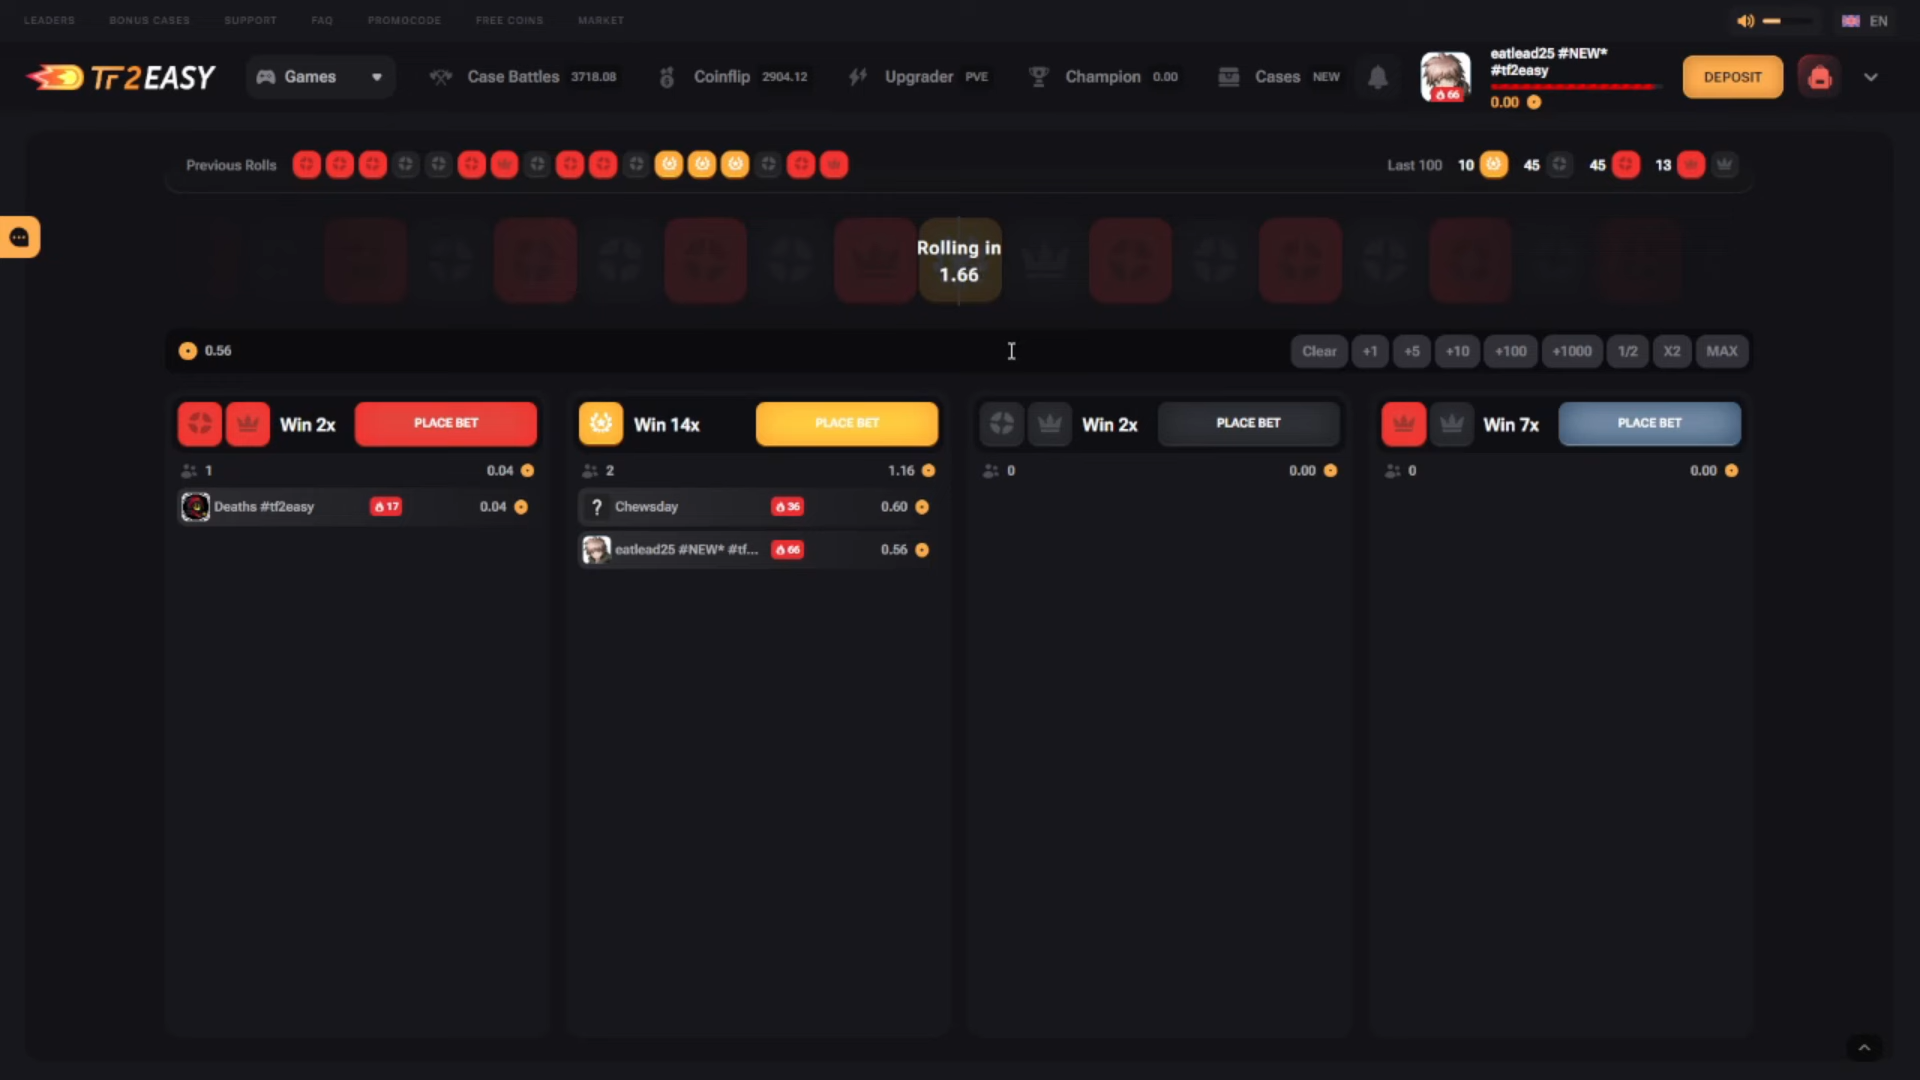 LEADERS BONUS CASES SUPPORT FAQ PROMOCODE FREE COINS MARKET EN
TF2EASY Games Case Battles 3718.08 Coinflip 2904.12 Upgrader PVE Champion 0.00 Cases NEW 66 eatlead25 #NEW* #tf2easy 0.00 DEPOSIT
Previous Rolls Last 100 10 45 45 13
Rolling in
1.66
0.56 Clear +1 +5 +10 +100 +1000 1/2 X2 MAX
Win 2x PLACE BET Win 14x PLACE BET Win 2x PLACE BET Win 7x PLACE BET
1 0.04 2 1.16 0 0.00 0 0.00
Deaths #tf2easy 17 0.04 ? Chewsday 36 0.60
eatlead25 #NEW* #tf... 66 0.56